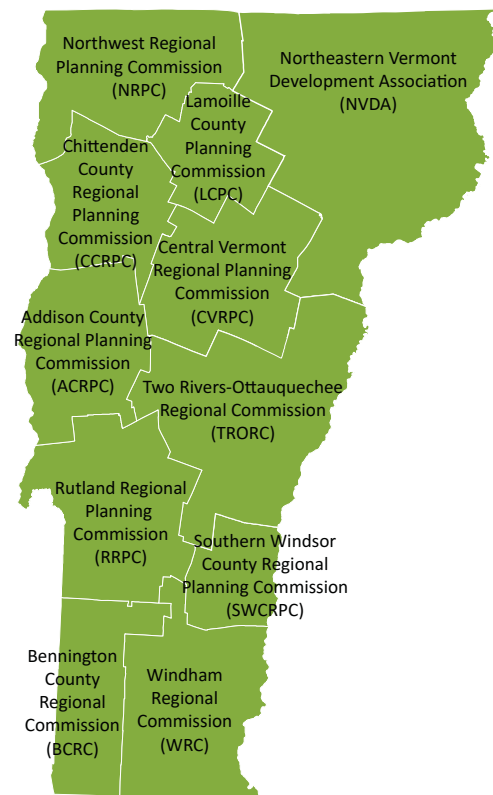 Northwest Regional
Planning Commission
(NRPC)
Northeastern Vermont
Development Association
(NVDA)
Lamoille
County
Planning
Commission
(LCPC)
Chittenden
County
Regional
Planning
Commission
(CCRPC)
Central Vermont
Regional Planning
Commission
(CVRPC)
Addison County
Regional Planning
Commission
(ACRPC)
Two Rivers-Ottauquechee
Regional Commission
(TRORC)
Rutland Regional
Planning
Commission
(RRPC)
Southern Windsor
County Regional
Planning Commission
(SWCRPC)
Bennington
County
Regional
Commission
(BCRC)
Windham
Regional
Commission
(WRC)